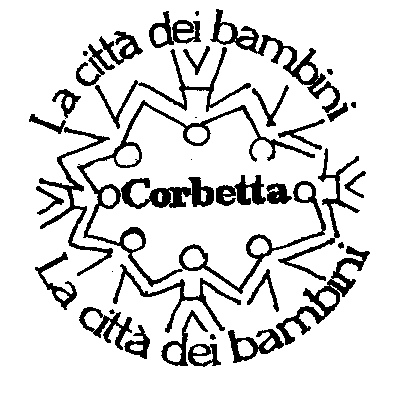 La città dei bambini
Corbetta
La città dei bambini